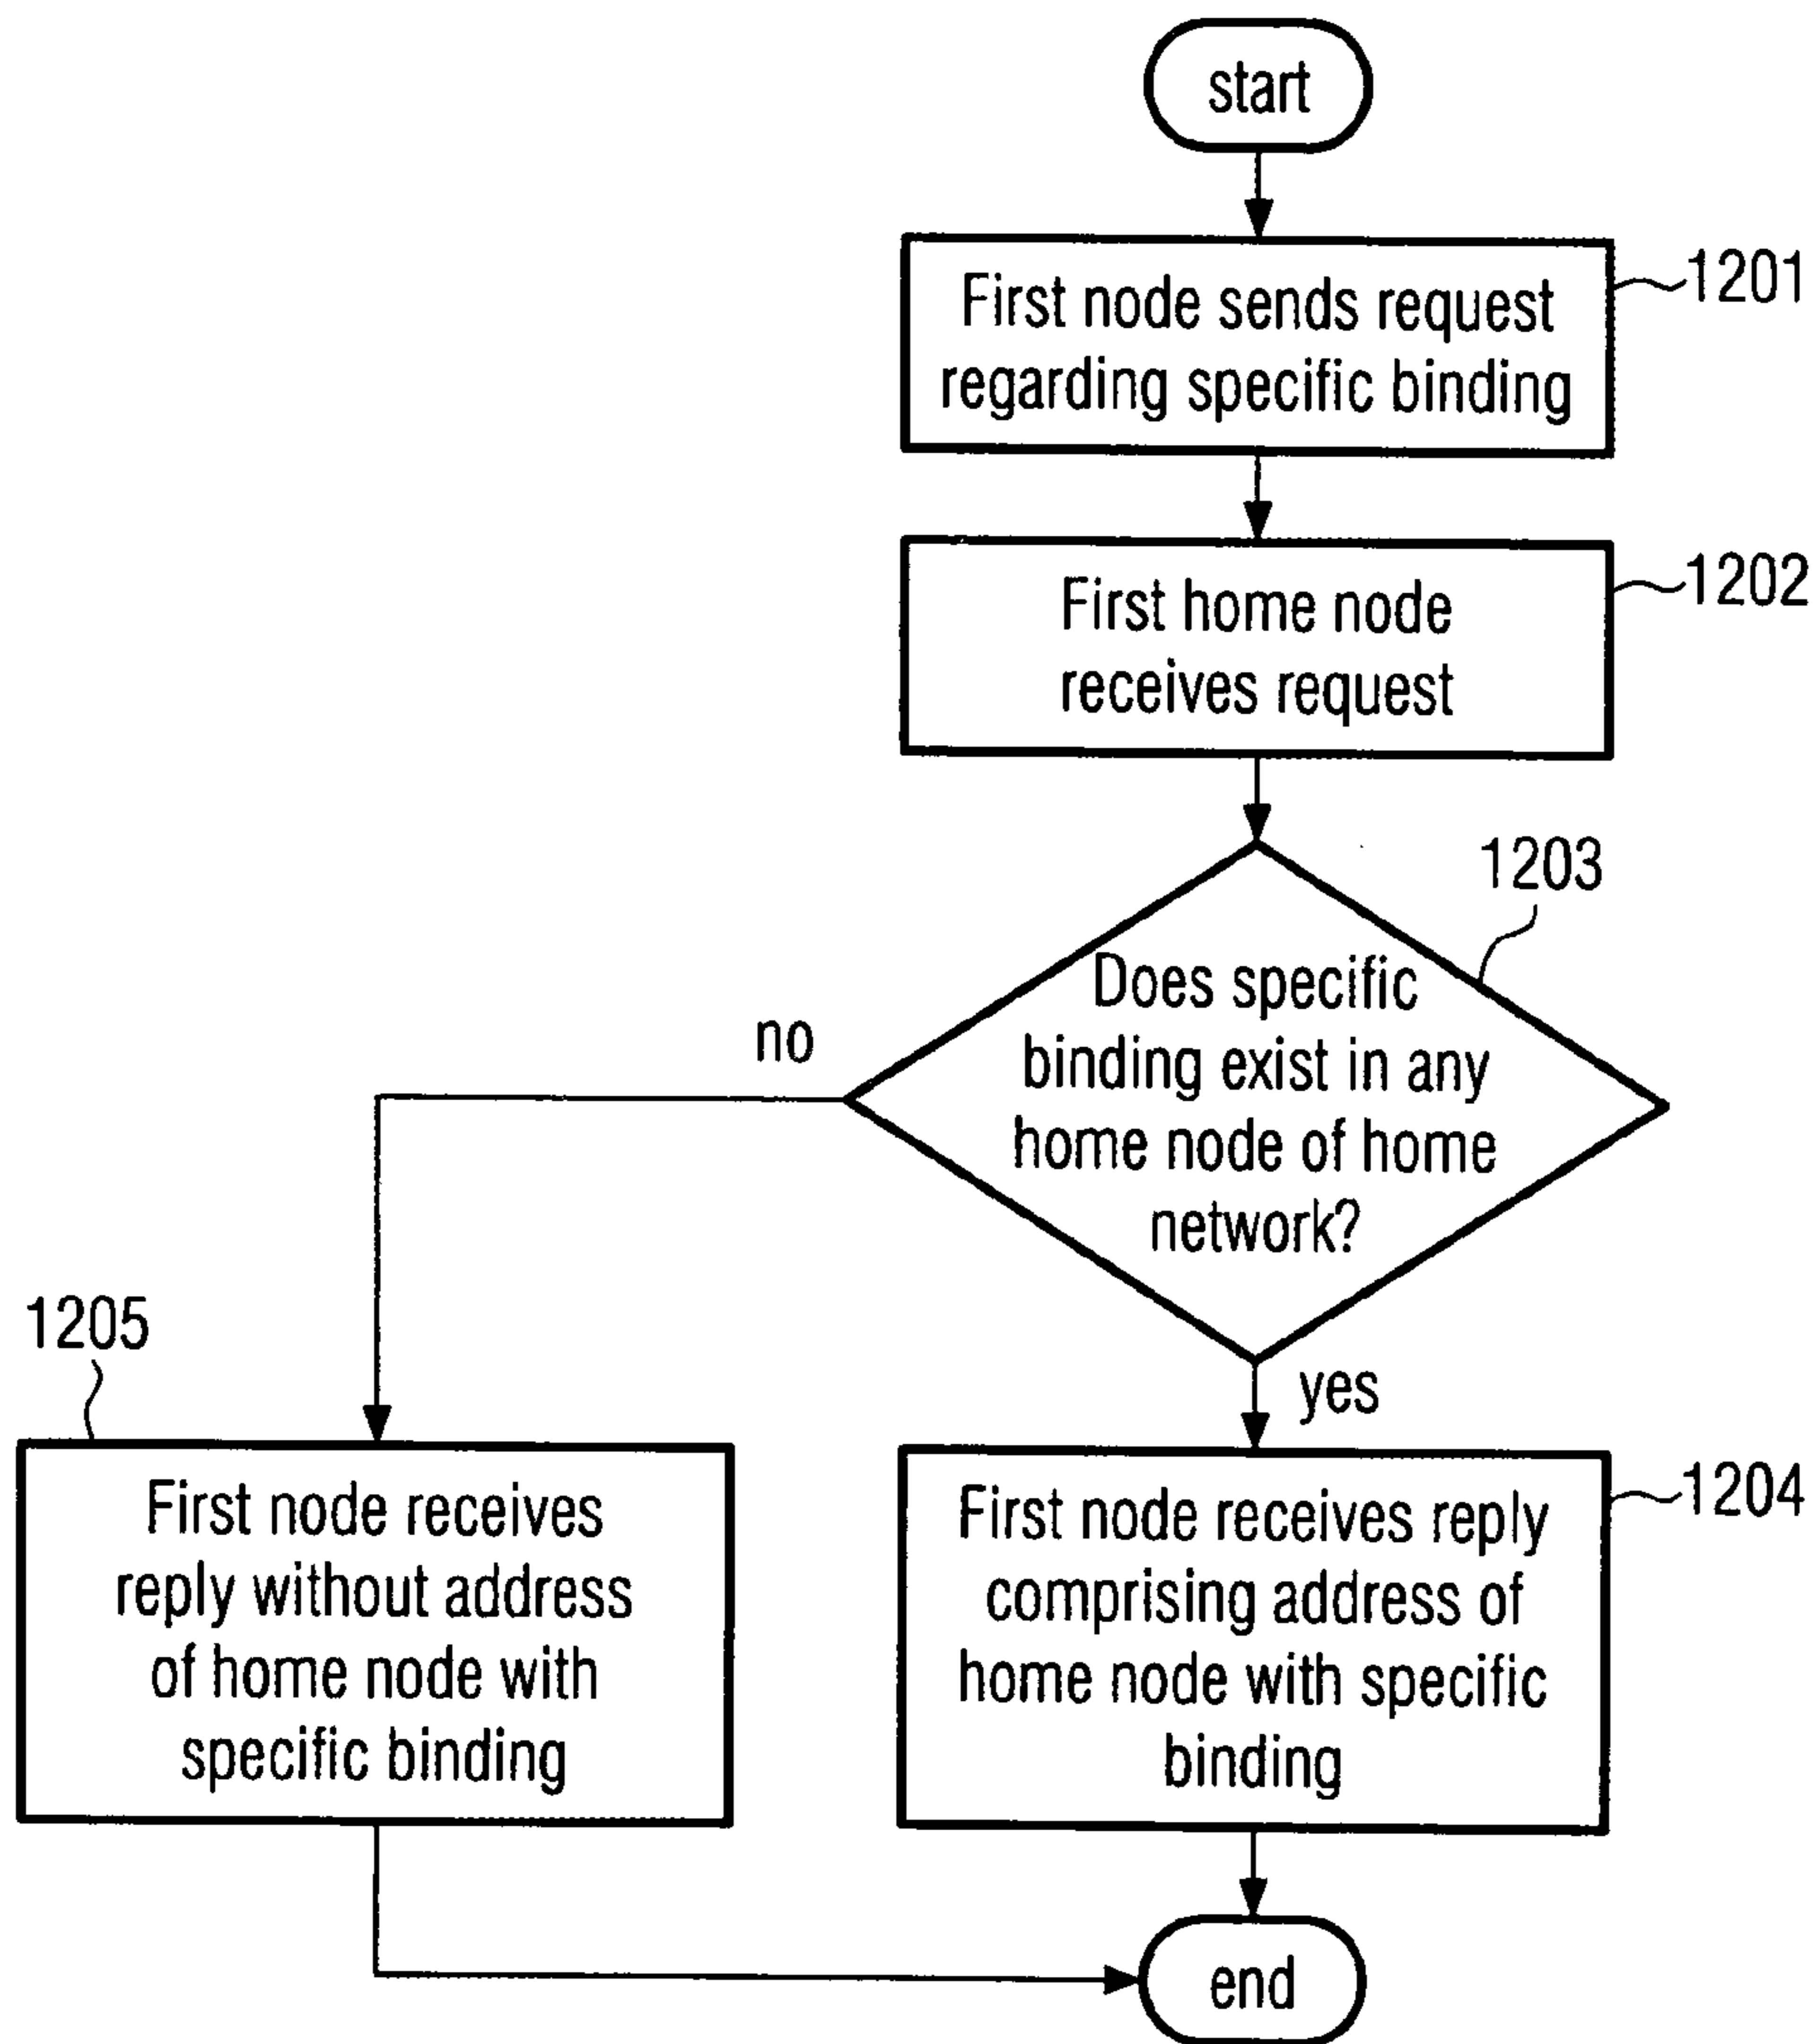 start
First node sends request
regarding specific binding
1201
First home node
receives request
1202
1203
Does specific
binding exist in any
home node of home
network?
no
yes
1205
First node receives
reply without address
of home node with
specific binding
1204
First node receives reply
comprising address of
home node with specific
binding
end